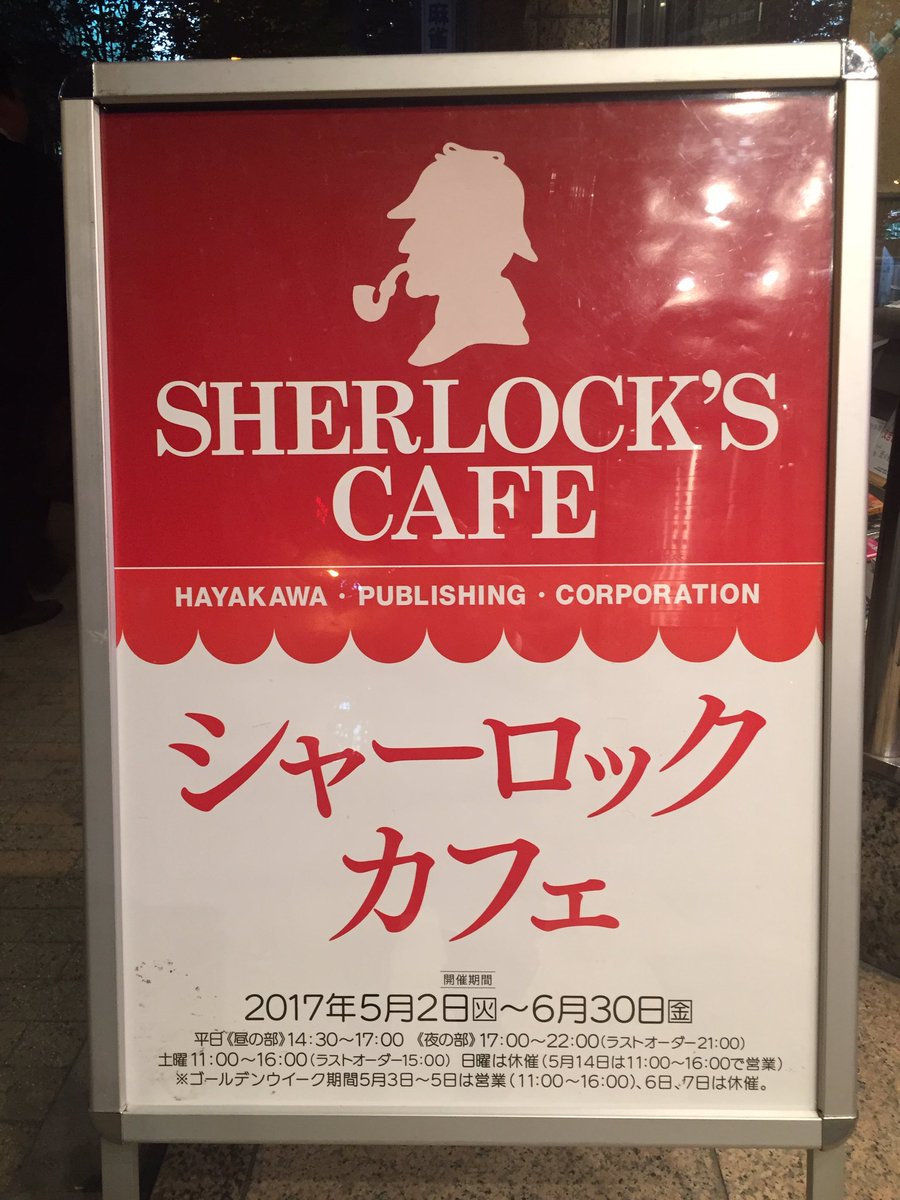 麻雀
SHERLOCK'S
CAFE
HAYAKAWA・PUBLISHING・CORPORATION
シャーロック
カフェ
開催期間
2017年5月2日火～6月30日金
平日《昼の部》14:30～17:00 《夜の部》17:00～22:00(ラストオーダー21:00)
土曜11:00～16:00(ラストオーダー15:00) 日曜は休催(5月14日は11:00～16:00で営業)
※ゴールデンウイーク期間5月3日～5日は営業(11:00～16:00)、6日、7日は休催。